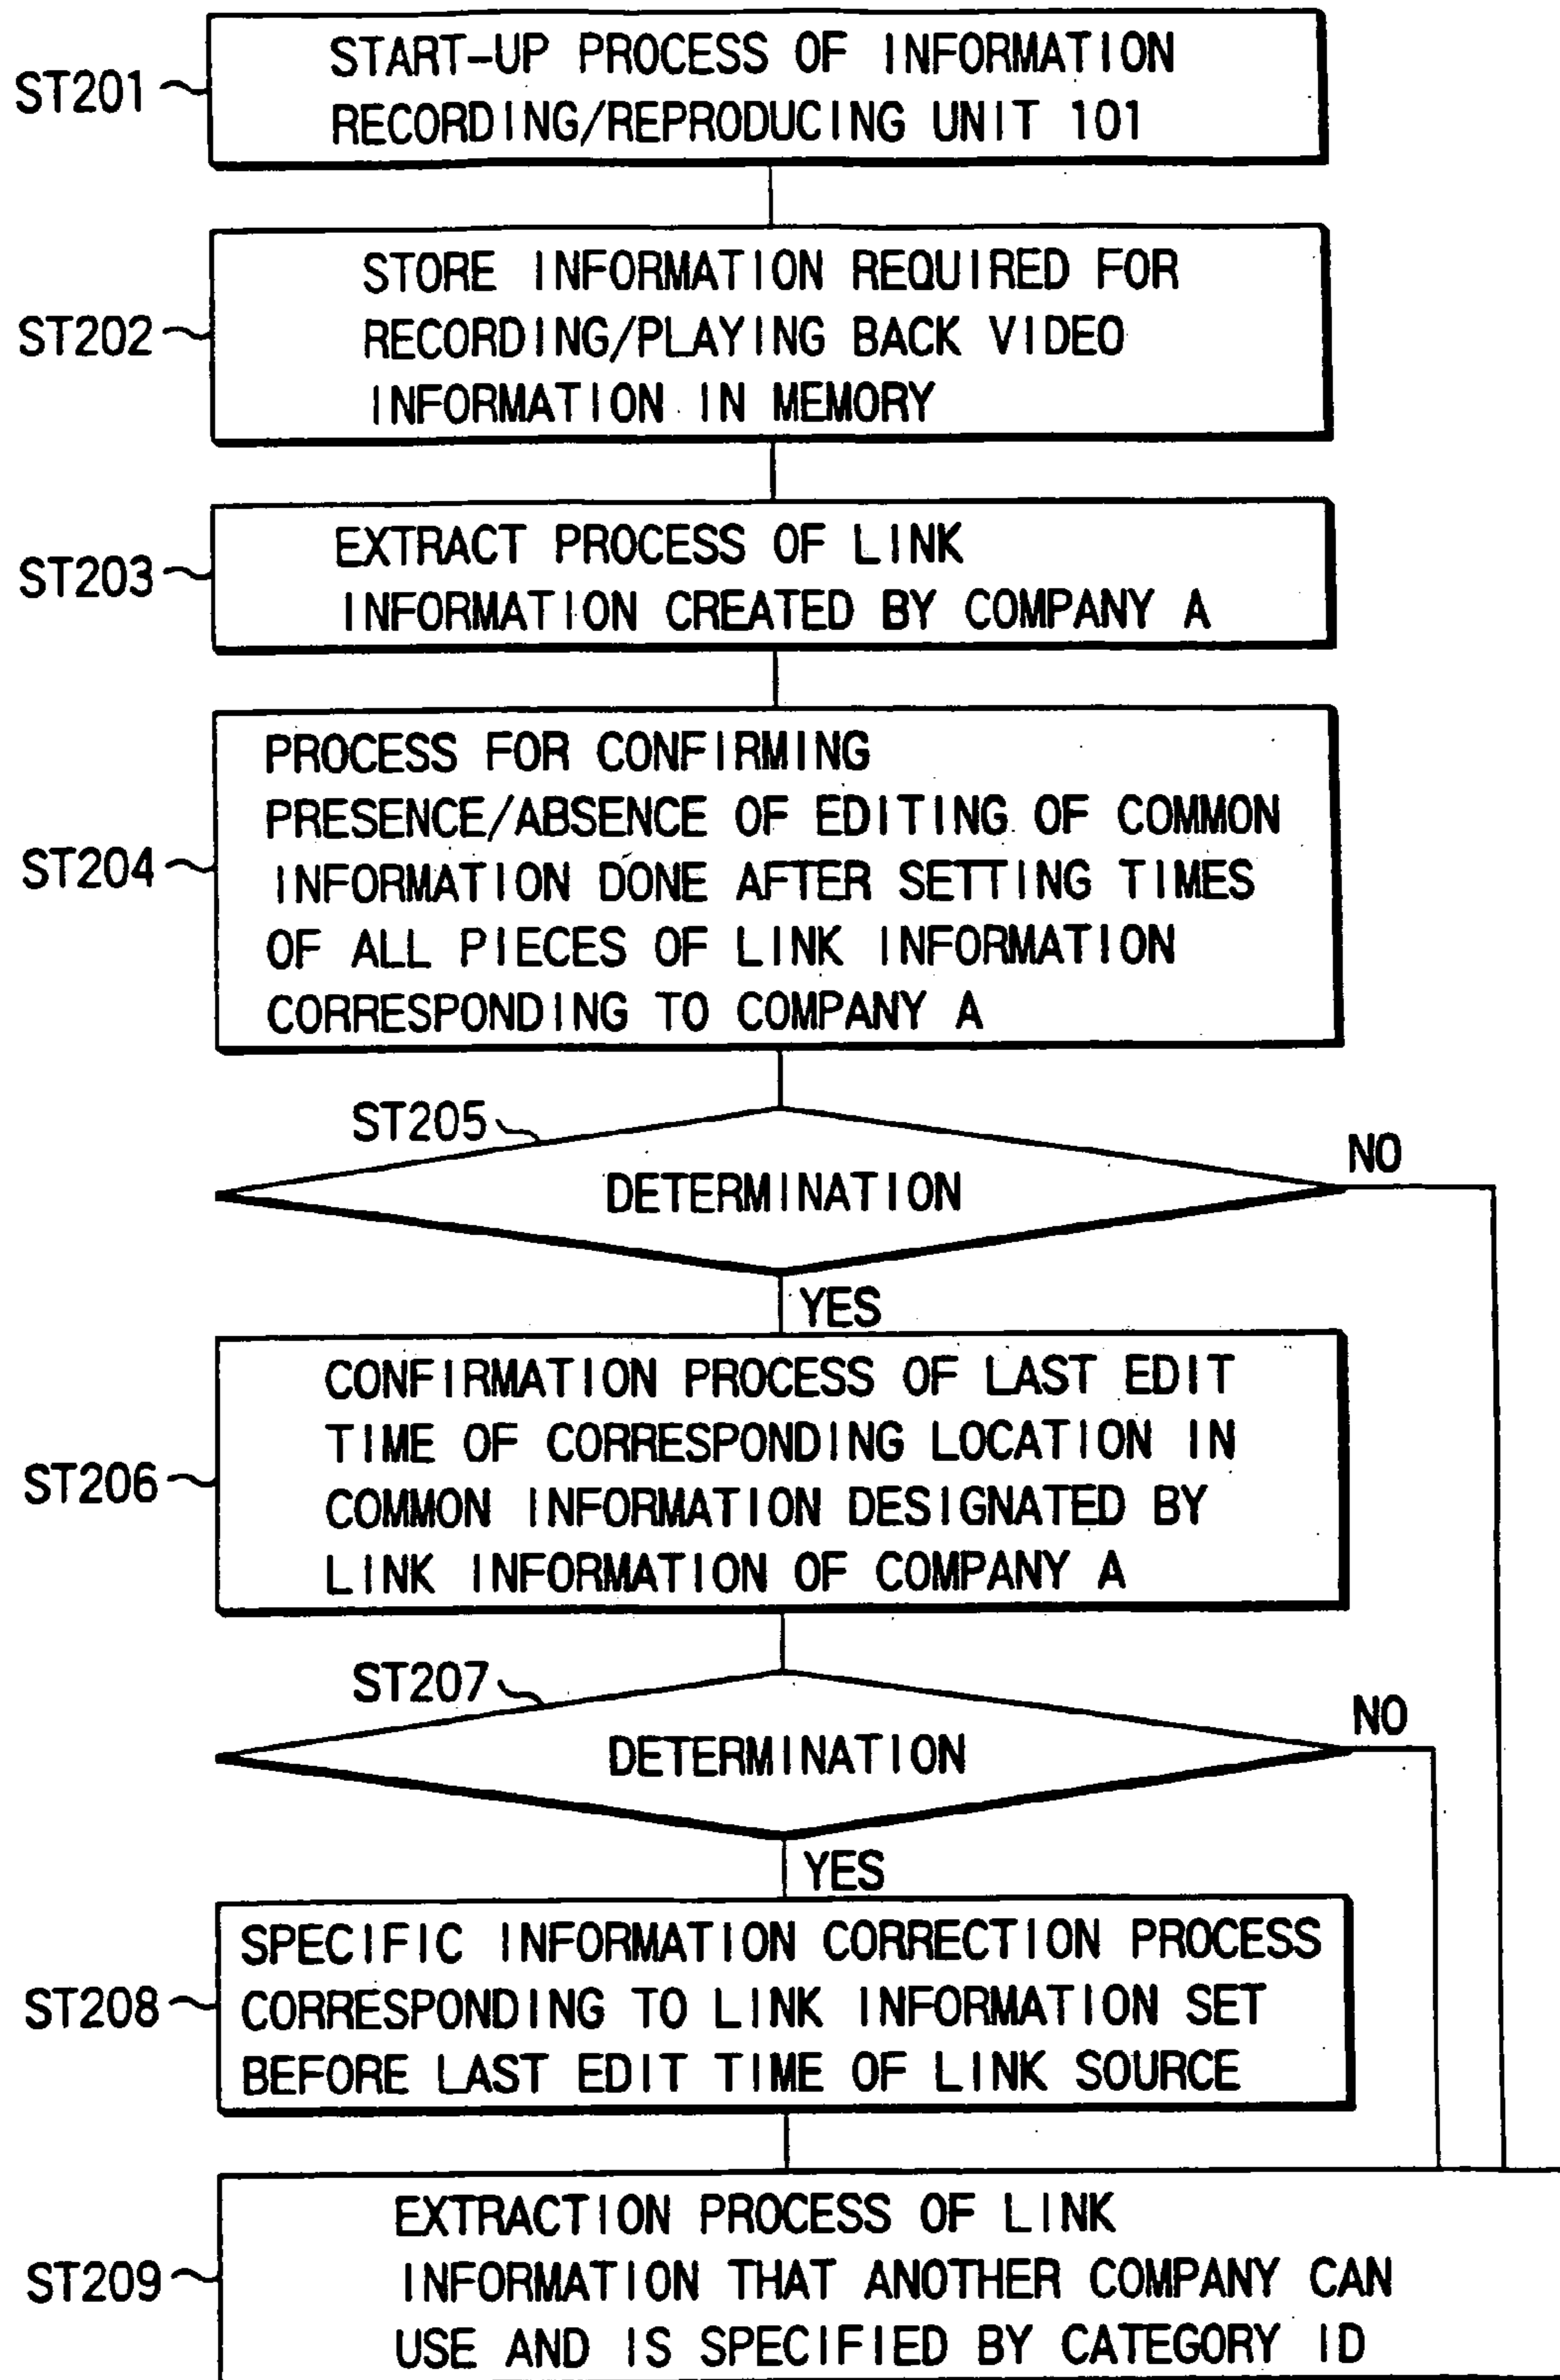 START-UP PROCESS OF INFORMATION
RECORDING/REPRODUCING UNIT 101
ST201
STORE INFORMATION REQUIRED FOR
RECORDING/PLAYING BACK VIDEO
INFORMATION IN MEMORY
ST202
EXTRACT PROCESS OF LINK
INFORMATION CREATED BY COMPANY A
ST203
PROCESS FOR CONFIRMING
PRESENCE/ABSENCE OF EDITING OF COMMON
INFORMATION DONE AFTER SETTING TIMES
OF ALL PIECES OF LINK INFORMATION
CORRESPONDING TO COMPANY A
ST204
ST205
DETERMINATION
NO
YES
CONFIRMATION PROCESS OF LAST EDIT
TIME OF CORRESPONDING LOCATION IN
COMMON INFORMATION DESIGNATED BY
LINK INFORMATION OF COMPANY A
ST206
ST207
DETERMINATION
NO
YES
SPECIFIC INFORMATION CORRECTION PROCESS
CORRESPONDING TO LINK INFORMATION SET
BEFORE LAST EDIT TIME OF LINK SOURCE
ST208
EXTRACTION PROCESS OF LINK
INFORMATION THAT ANOTHER COMPANY CAN
USE AND IS SPECIFIED BY CATEGORY ID
ST209